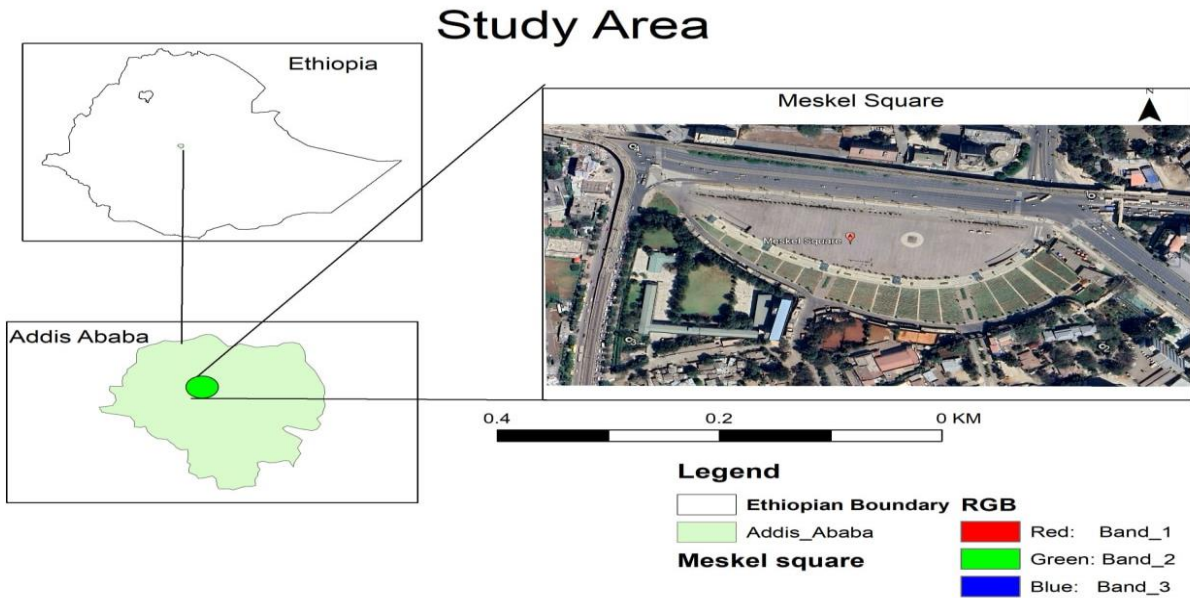 Study Area
Ethiopia
Meskel Square
N
Meskel Square
Addis Ababa
0.4 0.2 0 KM
Legend
Ethiopian Boundary
Addis_Ababa
Meskel square
RGB
Red: Band_1
Green: Band_2
Blue: Band_3